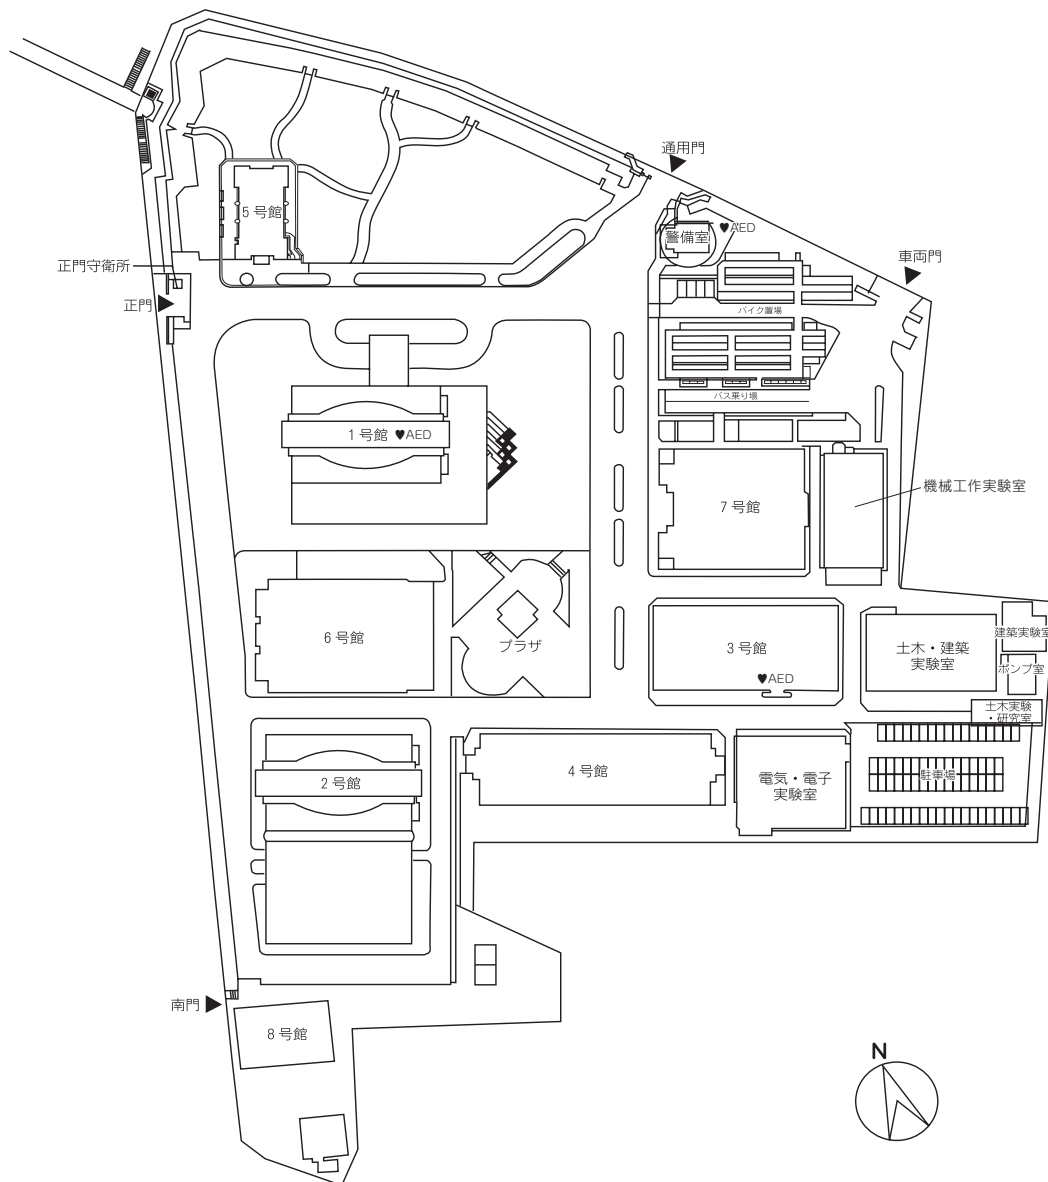 通用門
5 号館
警備室
♥AED
正門守衛所
車両門
正門
バイク置場
バス乗り場
1 号館 ♥AED
機械工作実験室
7 号館
6 号館
プラザ
3 号館
♥AED
土木・建築
実験室
建築実験室
ポンプ室
土木実験
・研究室
2 号館
4 号館
電気・電子
実験室
駐車場
南門
8 号館
N